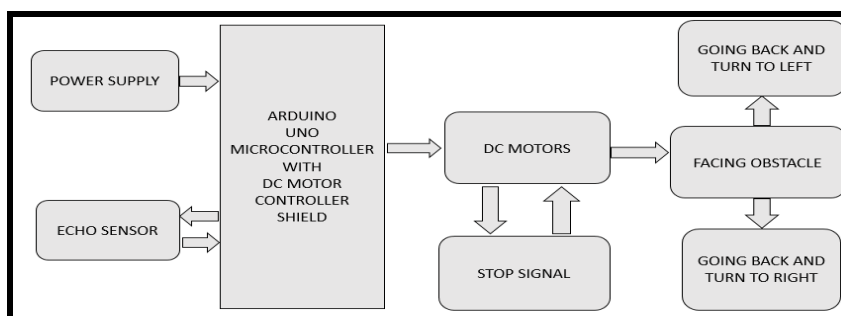 POWER SUPPLY
ECHO SENSOR
ARDUINO
UNO
MICROCONTROLLER
WITH
DC MOTOR
CONTROLLER
SHIELD
DC MOTORS
STOP SIGNAL
GOING BACK AND
TURN TO LEFT
FACING OBSTACLE
GOING BACK AND
TURN TO RIGHT